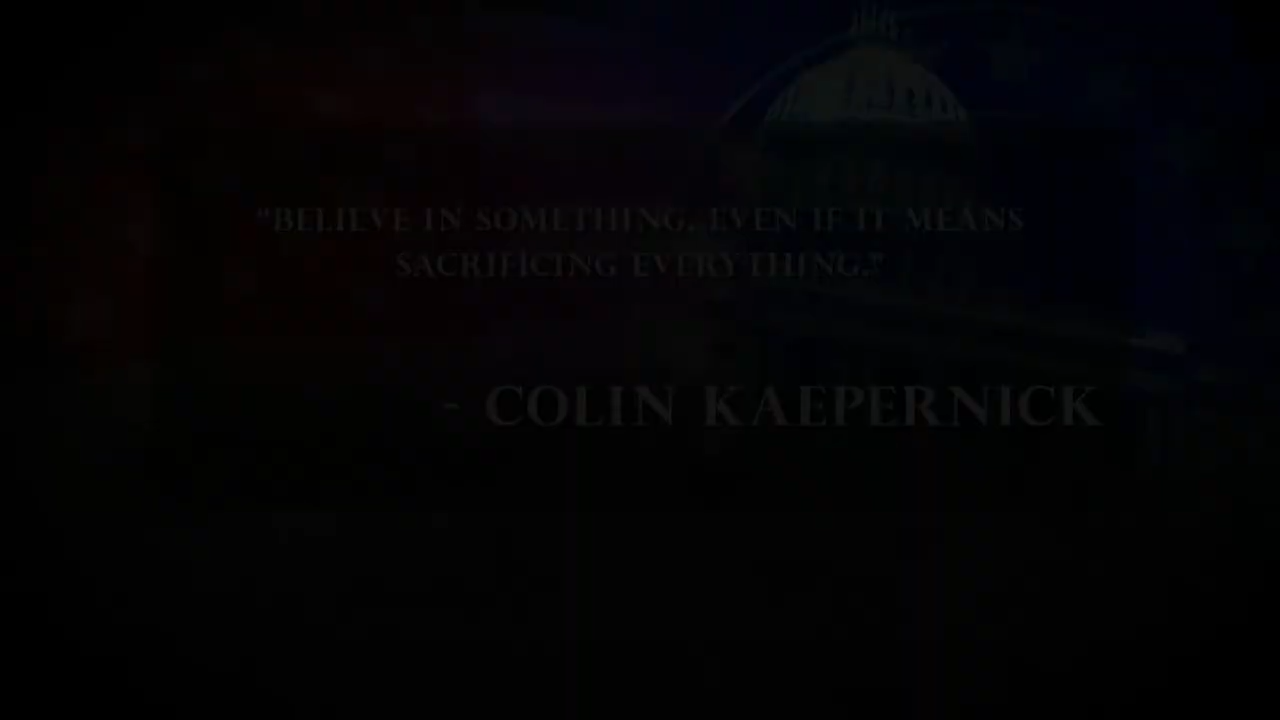 "BELIEVE IN SOMETHING. EVEN IF IT MEANS
SACRIFICING EVERYTHING."
- COLIN KAEPERNICK